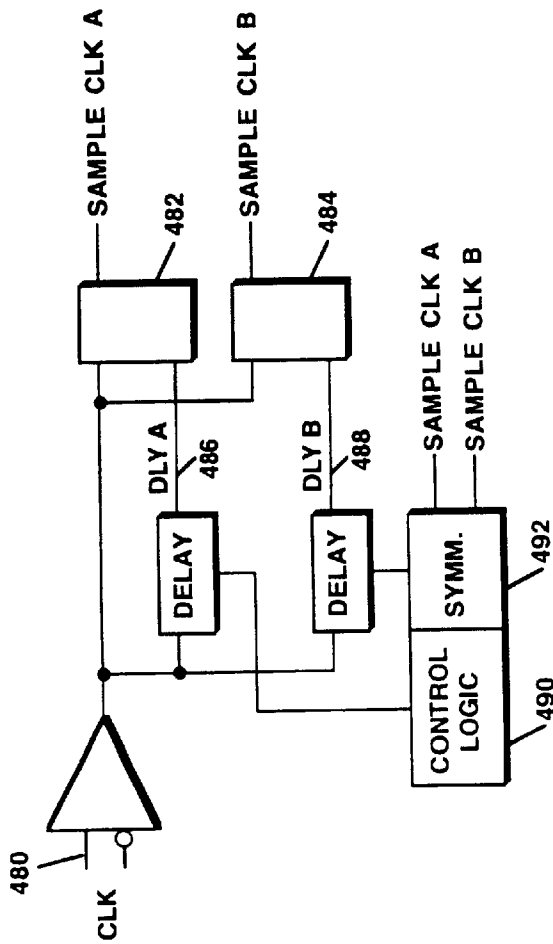 CLK
480
SAMPLE CLK A
482
SAMPLE CLK B
484
DLY A
486
DELAY
DLY B
488
DELAY
SAMPLE CLK A
SAMPLE CLK B
CONTROL
LOGIC
SYMM.
490
492